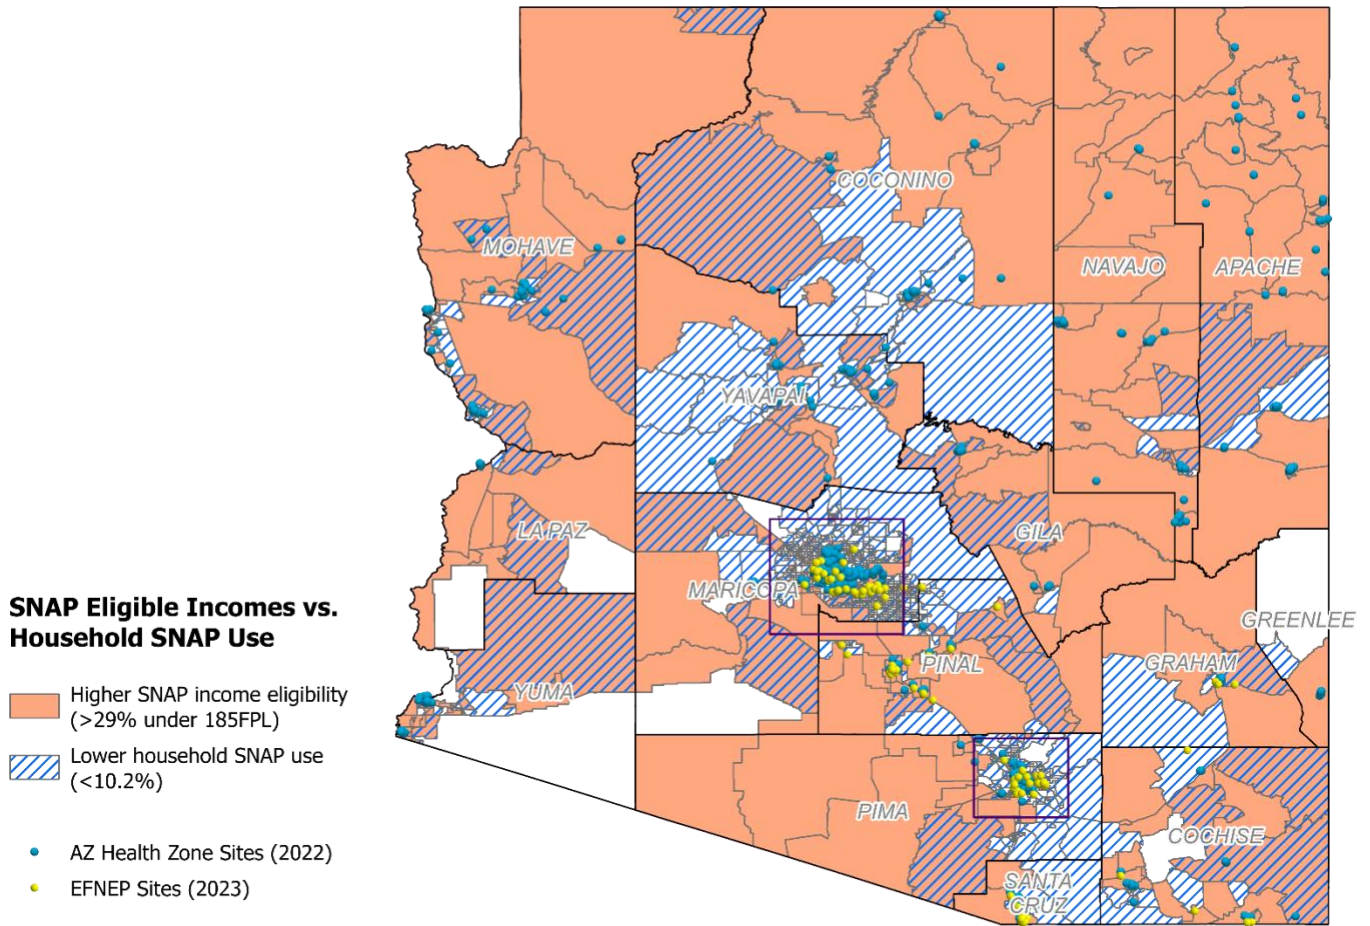 COCONINO
MOHAVE
NAVAJO
APACHE
YAVAPAI
LA PAZ
GILA
MARICOPA
SNAP Eligible Incomes vs.
Household SNAP Use
GREENLEE
PINAL
GRAHAM
YUMA
Higher SNAP income eligibility
(>29% under 185FPL)
Lower household SNAP use
(<10.2%)
PIMA
COCHISE
AZ Health Zone Sites (2022)
EFNEP Sites (2023)
SANTA
CRUZ